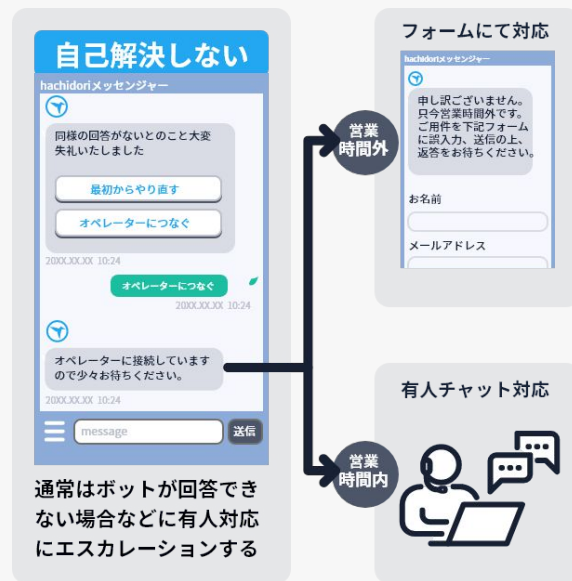 自己解決しない
hachidoriメッセンジャー
同様の回答がないとのこと大変
失礼いたしました
最初からやり直す
オペレーターにつなぐ
20XX.XX.XX 10:24
オペレーターにつなぐ
20XX.XX.XX 10:24
オペレーターに接続しています
ので少々お待ちください。
20XX.XX.XX 10:24
message
送信
通常はボットが回答でき
ない場合などに有人対応
にエスカレーションする
営業
時間外
フォームにて対応
hachidoriメッセンジャー
申し訳ございません。
只今営業時間外です。
ご用件を下記フォーム
に誤入力、送信の上、
返答をお待ちください。
お名前
メールアドレス
営業
時間内
有人チャット対応